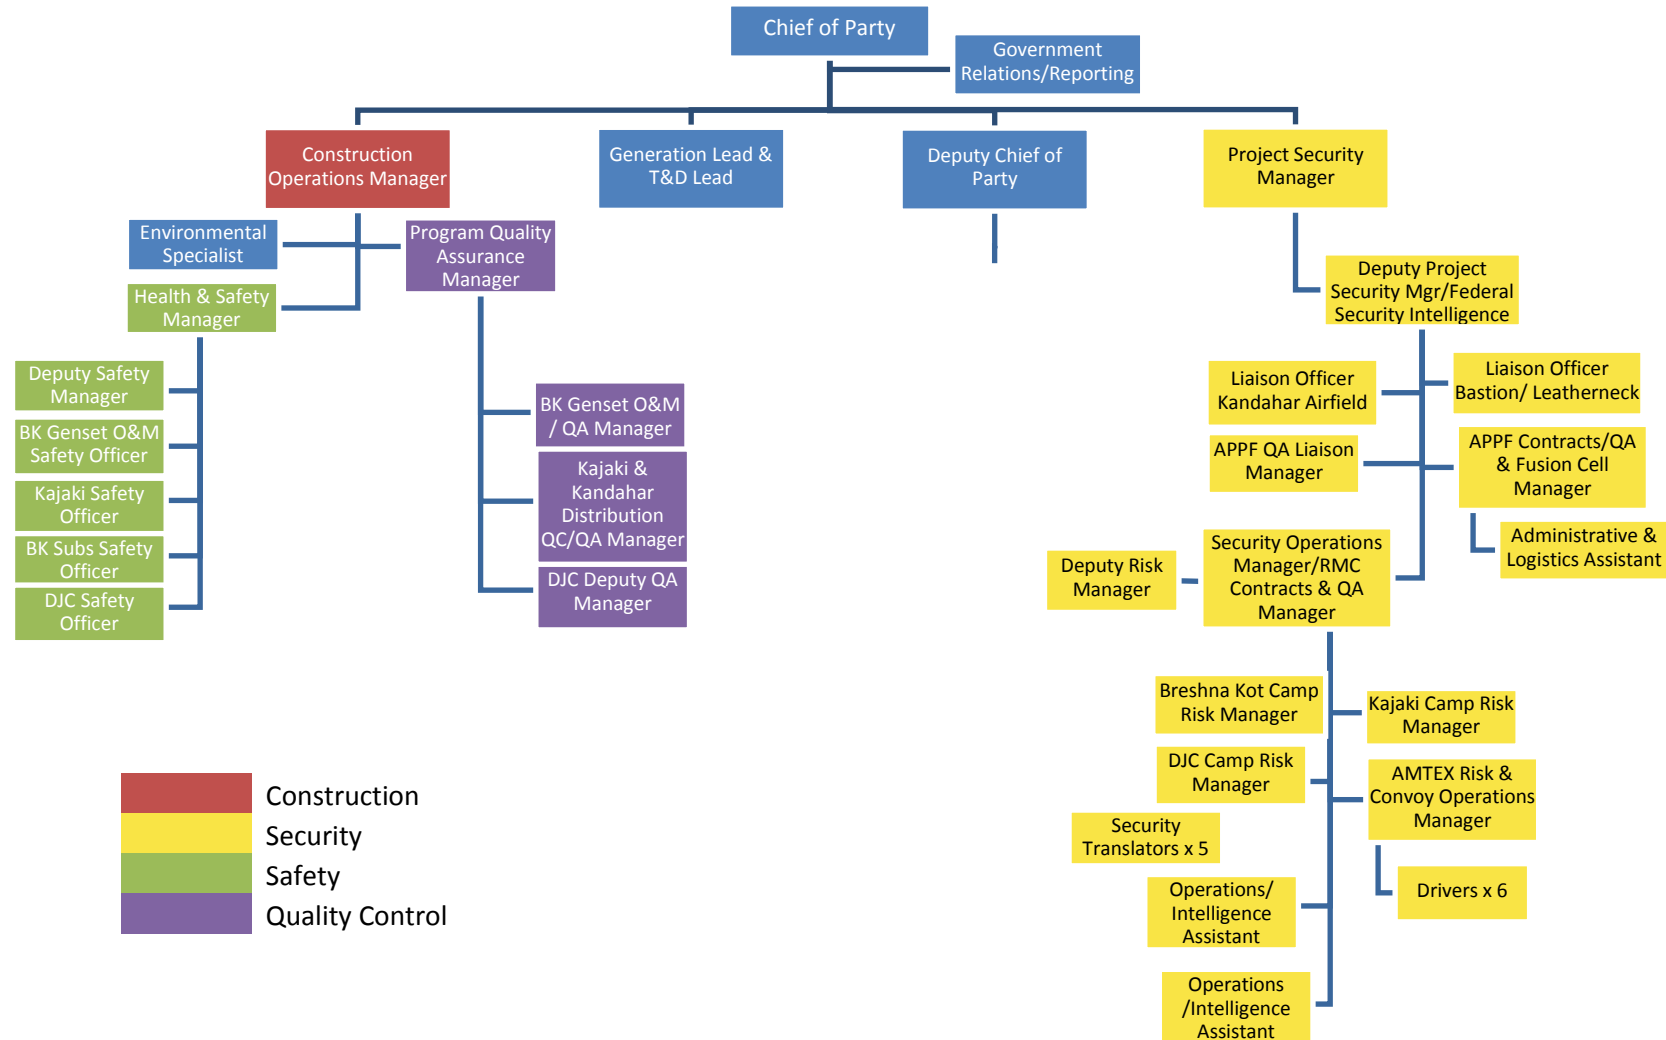 Chief of Party
Government
Relations/Reporting
Construction
Operations Manager
Generation Lead &
T&D Lead
Deputy Chief of
Party
Project Security
Manager
Environmental
Specialist
Program Quality
Assurance
Manager
Health & Safety
Manager
Deputy Safety
Manager
BK Genset O&M
Safety Officer
Kajaki Safety
Officer
BK Subs Safety
Officer
DJC Safety
Officer
BK Genset O&M
/ QA Manager
Kajaki &
Kandahar
Distribution
QC/QA Manager
DJC Deputy QA
Manager
Deputy Project
Security Mgr/Federal
Security Intelligence
Liaison Officer
Kandahar Airfield
Liaison Officer
Bastion/ Leatherneck
APPF QA Liaison
Manager
APPF Contracts/QA
& Fusion Cell
Manager
Administrative &
Logistics Assistant
Security Operations
Manager/RMC
Contracts & QA
Manager
Deputy Risk
Manager
Breshna Kot Camp
Risk Manager
Kajaki Camp Risk
Manager
DJC Camp Risk
Manager
AMTEX Risk &
Convoy Operations
Manager
Security
Translators x 5
Drivers x 6
Operations/
Intelligence
Assistant
Operations
/Intelligence
Assistant
Construction
Security
Safety
Quality Control